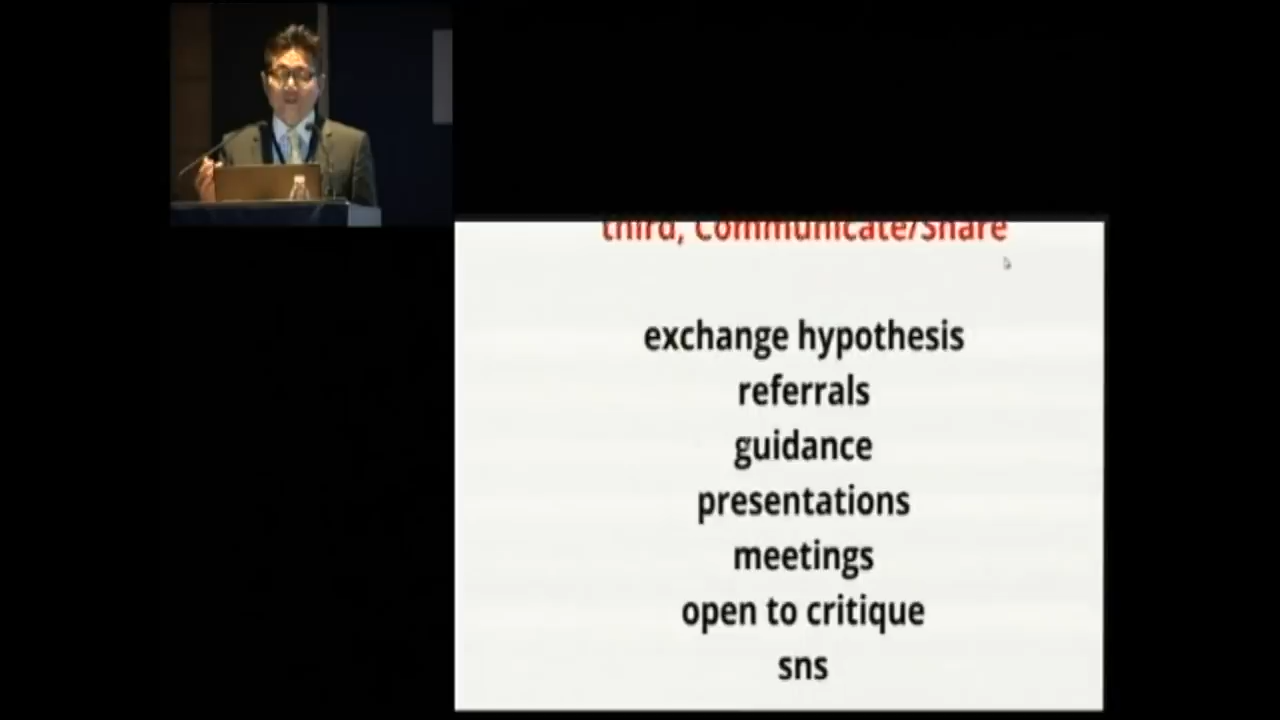 third, Communicate/Share
exchange hypothesis
referrals
guidance
presentations
meetings
open to critique
sns